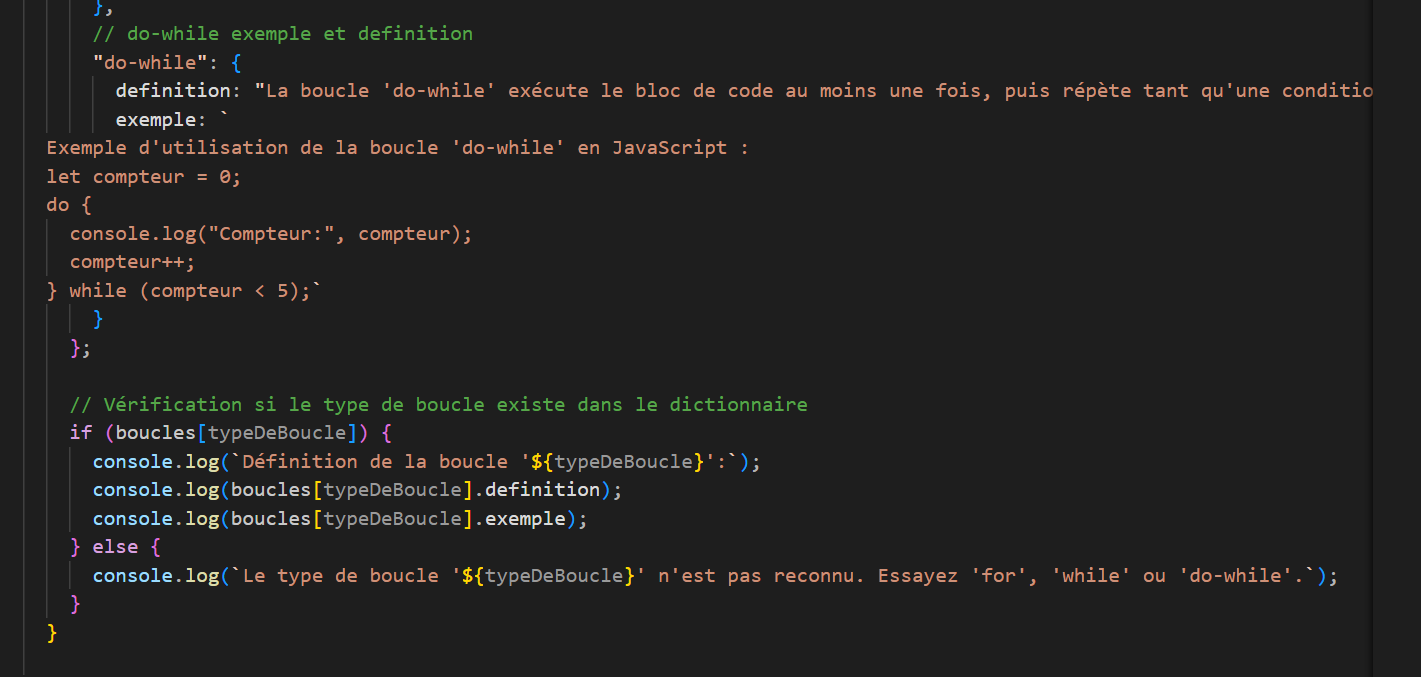 },
// do-while exemple et definition
"do-while": {
definition: "La boucle 'do-while' exécute le bloc de code au moins une fois, puis répète tant qu'une
exemple: `
Exemple d'utilisation de la boucle 'do-while' en JavaScript :
let compteur = 0;
do {
console.log("Compteur:", compteur);
compteur++;
} while (compteur < 5);`
}
};
// Vérification si le type de boucle existe dans le dictionnaire
if (boucles[typeDeBoucle]) {
console.log(`Définition de la boucle '${typeDeBoucle}':`);
console.log(boucles[typeDeBoucle].definition);
console.log(boucles[typeDeBoucle].exemple);
} else {
console.log(`Le type de boucle '${typeDeBoucle}' n'est pas reconnu. Essayez 'for', 'while' ou 'do-while'.`);
}
}